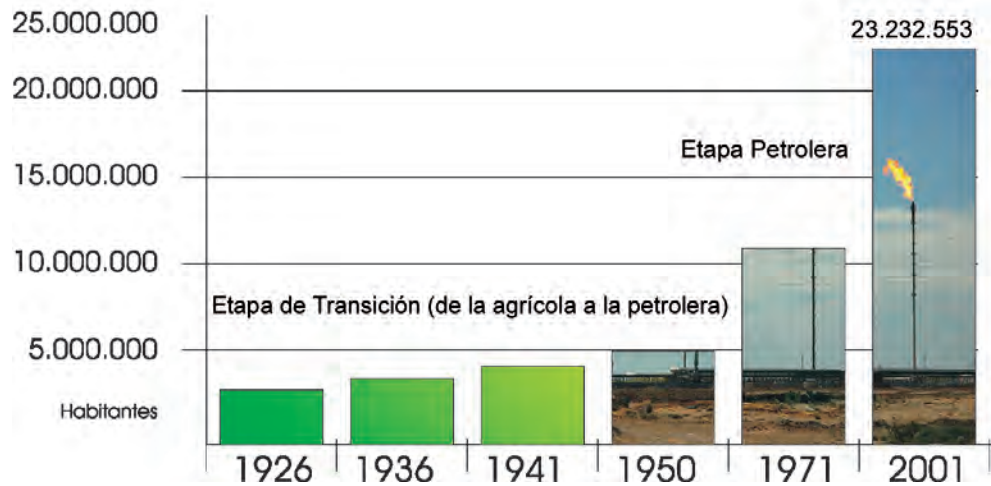 25.000.000
23.232.553
20.000.000
Etapa Petrolera
15.000.000
10.000.000
Etapa de Transición (de la agrícola a la petrolera)
5.000.000
Habitantes
1926 1936 1941 1950 1971 2001